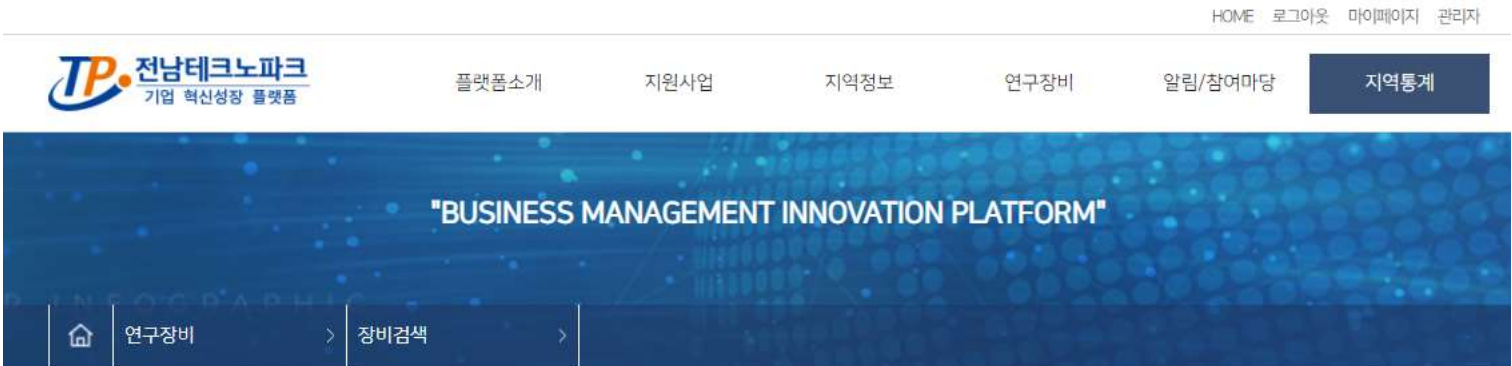 HOME 로그아웃 마이페이지 관리자
TP 전남테크노파크
기업 혁신성장 플랫폼
플랫폼소개 지원사업 지역정보 연구장비 알림/참여마당 지역통계
"BUSINESS MANAGEMENT INNOVATION PLATFORM"
INFOGRAPHIC
연구장비 > 장비검색 >